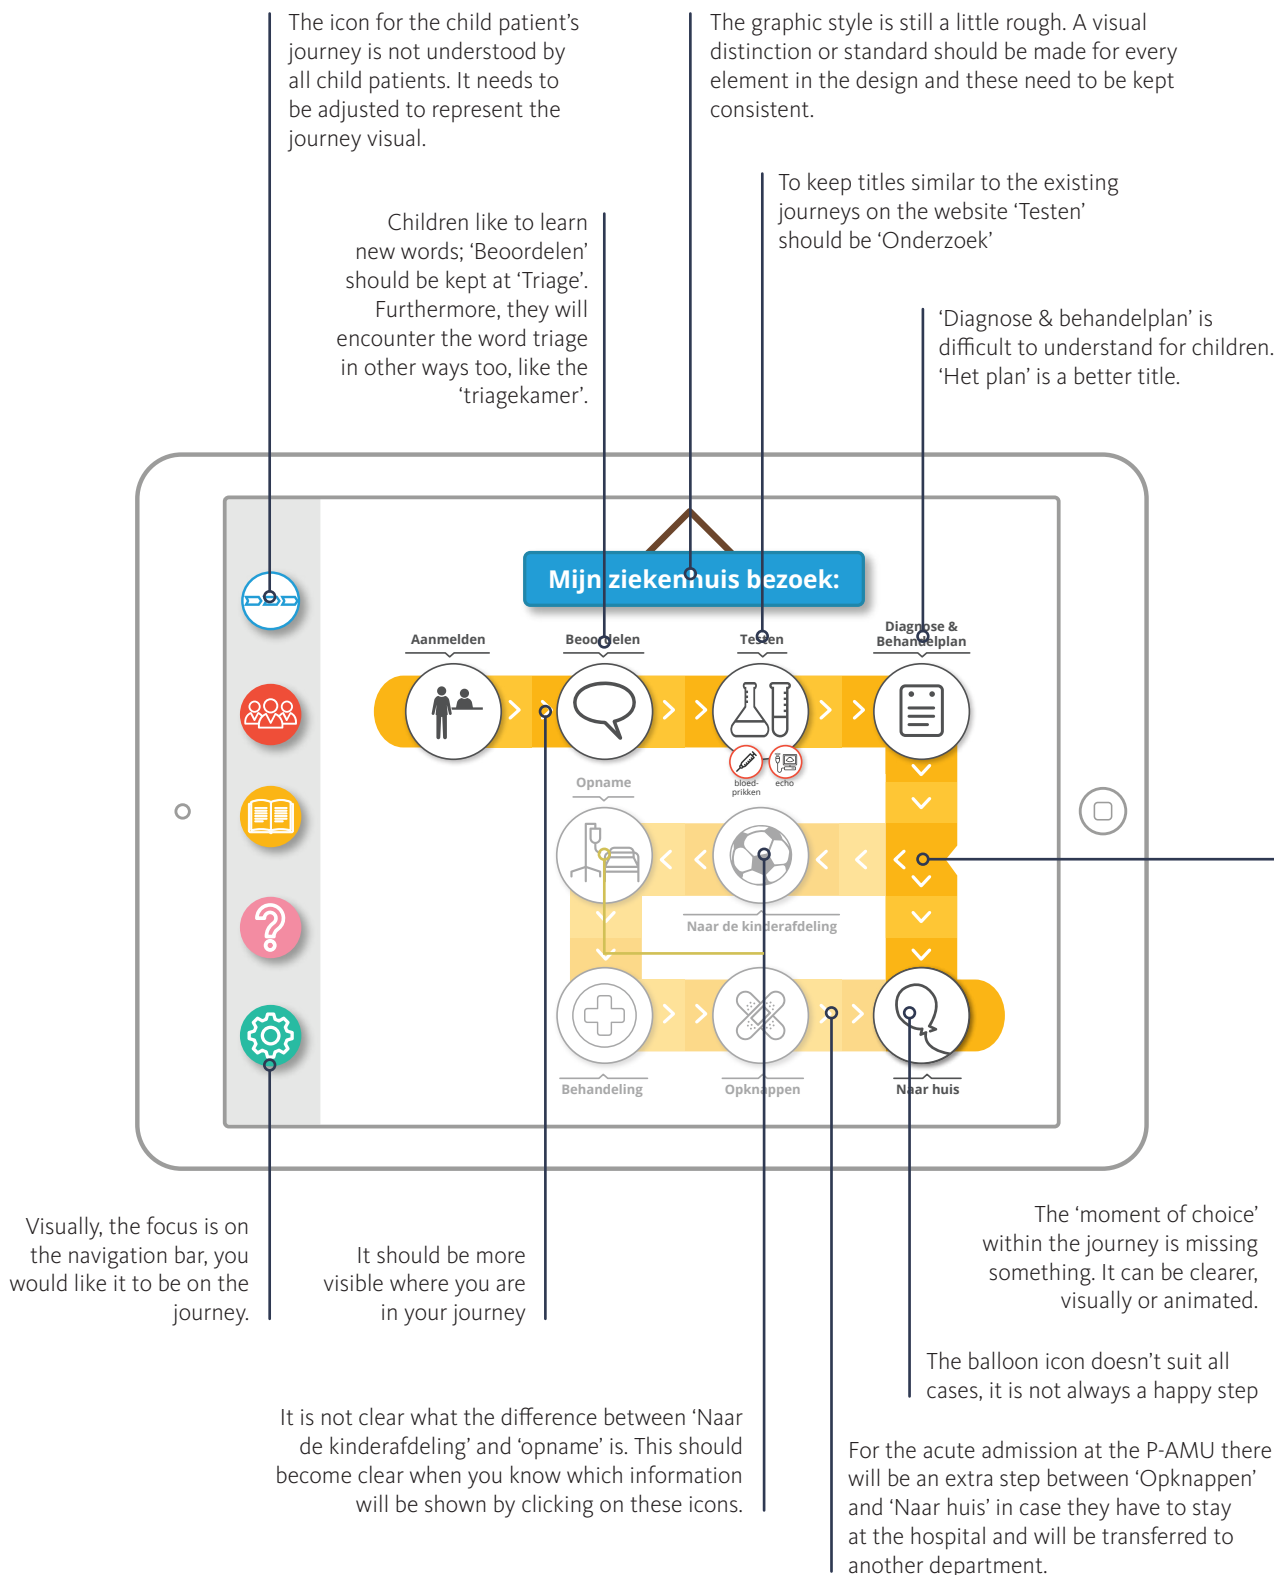 The icon for the child patient’s
journey is not understood by
all child patients. It needs to
be adjusted to represent the
journey visual.
The graphic style is still a little rough. A visual
distinction or standard should be made for every
element in the design and these need to be kept
consistent.
Children like to learn
new words; ‘Beoordelen’
should be kept at ‘Triage’.
Furthermore, they will
encounter the word triage
in other ways too, like the
‘triagekamer’.
To keep titles similar to the existing
journeys on the website ‘Testen’
should be ‘Onderzoek’
‘Diagnose & behandelplan’ is
difficult to understand for children.
‘Het plan’ is a better title.
Mijn ziekenhuis bezoek:
Aanmelden
Beoordelen
Testen
Diagnose &
Behandelplan
bloed-
prikken
echo
Opname
Naar de kinderafdeling
Behandeling
Opknappen
Naar huis
Visually, the focus is on
the navigation bar, you
would like it to be on the
journey.
It should be more
visible where you are
in your journey
It is not clear what the difference between ‘Naar
de kinderafdeling’ and ‘opname’ is. This should
become clear when you know which information
will be shown by clicking on these icons.
The ‘moment of choice’
within the journey is missing
something. It can be clearer,
visually or animated.
The balloon icon doesn’t suit all
cases, it is not always a happy step
For the acute admission at the P-AMU there
will be an extra step between ‘Opknappen’
and ‘Naar huis’ in case they have to stay
at the hospital and will be transferred to
another department.